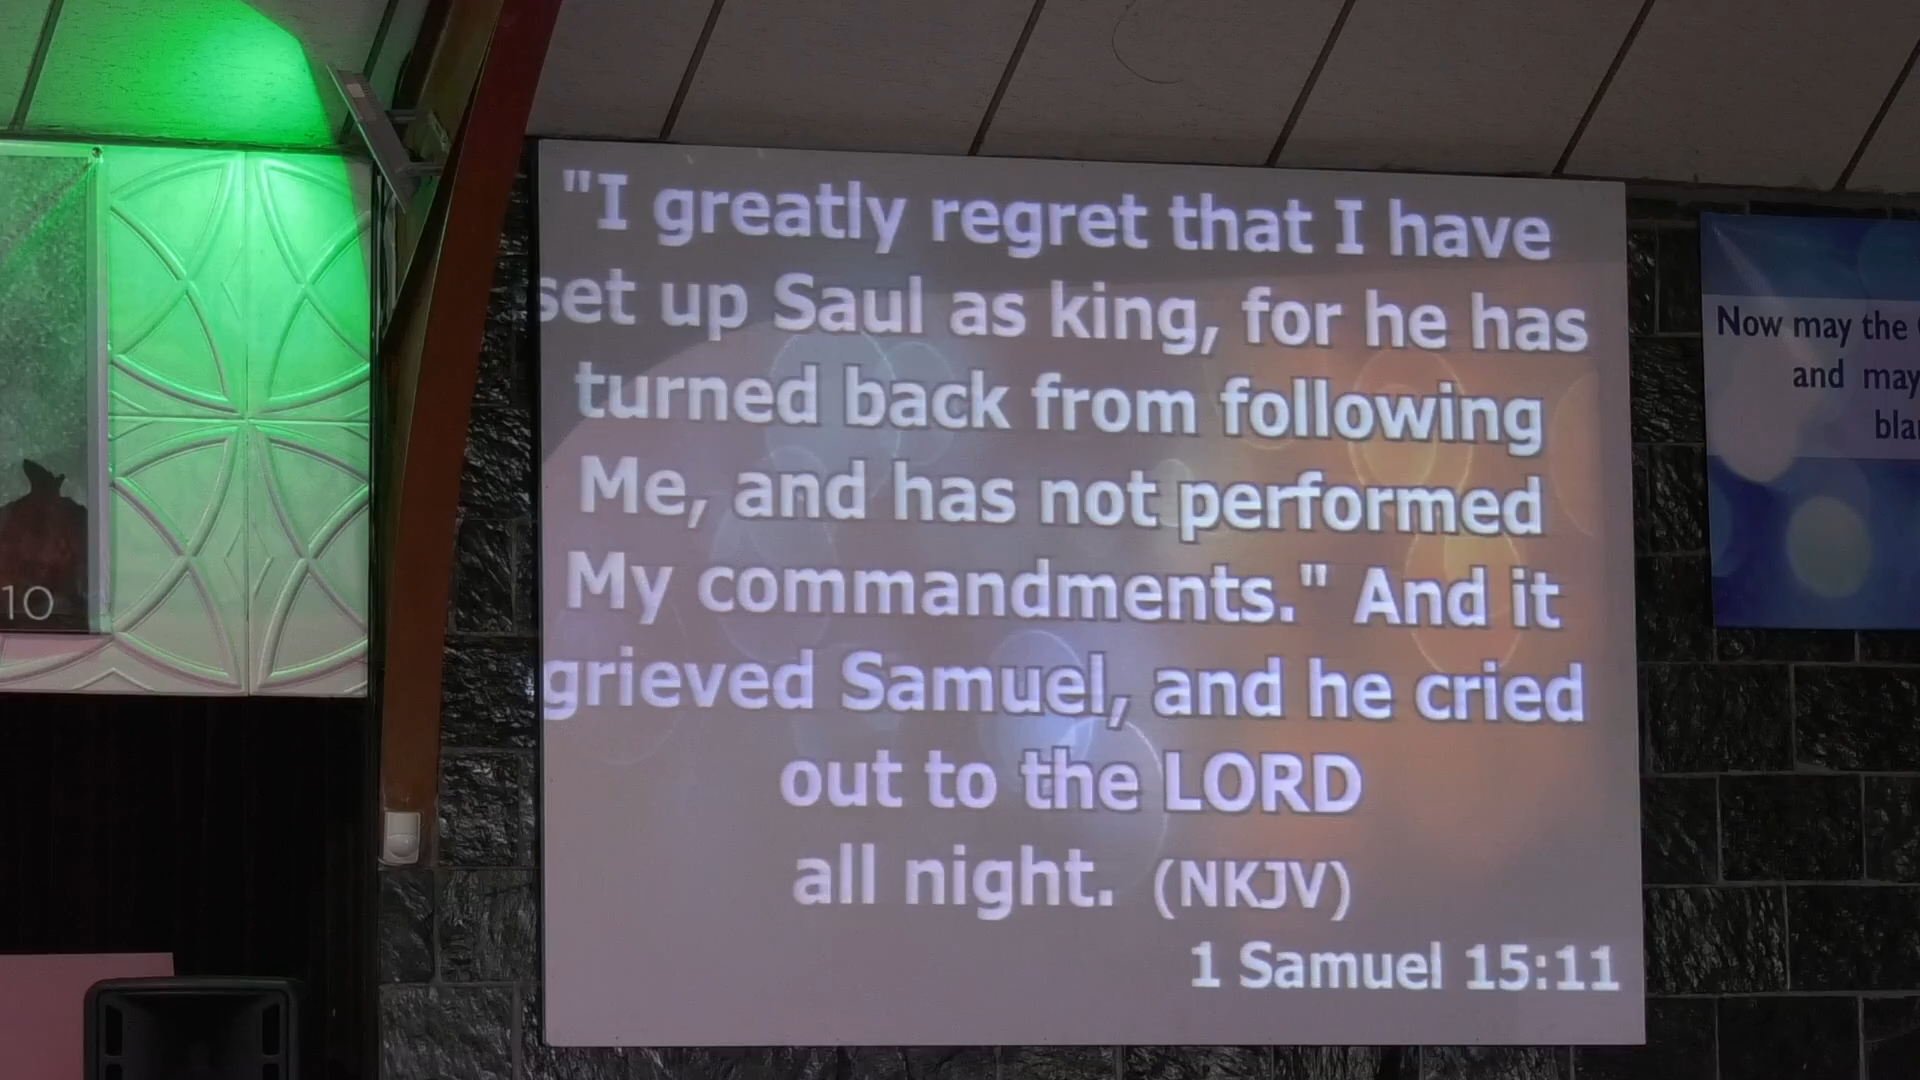 "I greatly regret that I have
set up Saul as king, for he has
turned back from following
Me, and has not performed
My commandments." And it
grieved Samuel, and he cried
out to the LORD
all night. (NKJV)
1 Samuel 15:11
Now may the
and may
10